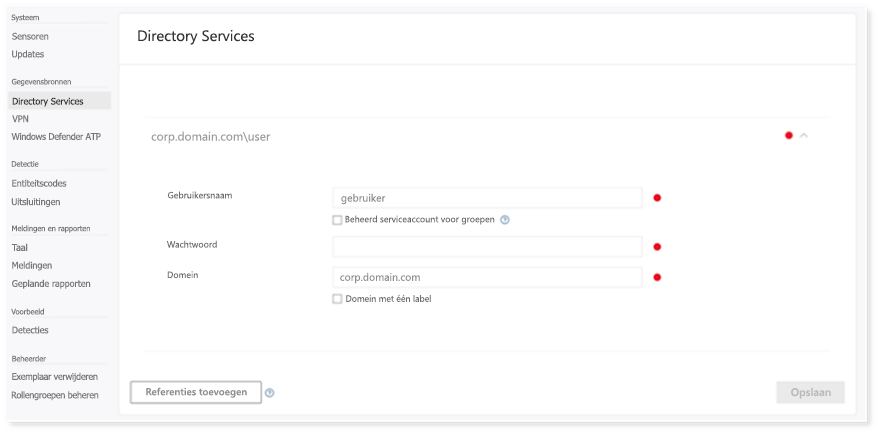 Systeem
Sensoren
Updates
Gegevensbronnen
Directory Services
VPN
Windows Defender ATP
Detectie
Entiteitscodes
Uitsluitingen
Meldingen en rapporten
Taal
Meldingen
Geplande rapporten
Voorbeeld
Detecties
Beheerder
Exemplaar verwijderen
Rollengroepen beheren
Directory Services
corp.domain.com\user
Gebruikersnaam
gebruiker
Beheerd serviceaccount voor groepen ?
Wachtwoord
Domein
corp.domain.com
Domein met één label
Referenties toevoegen ?
Opslaan